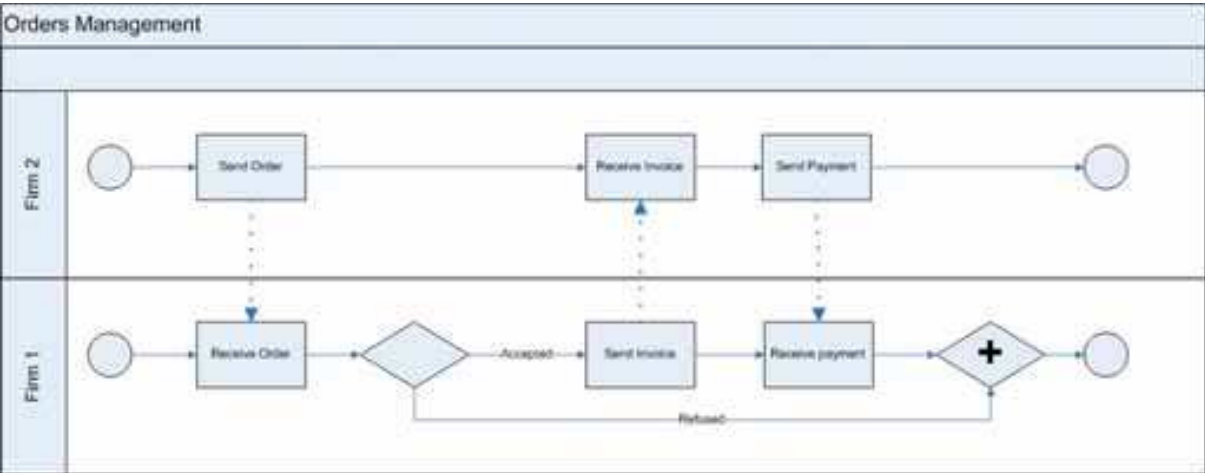 Orders Management
Firm 2
Send Order
Receive Invoice
Send Payment
Firm 1
Receive Order
Accepted
Send Invoice
Receive payment
Refused